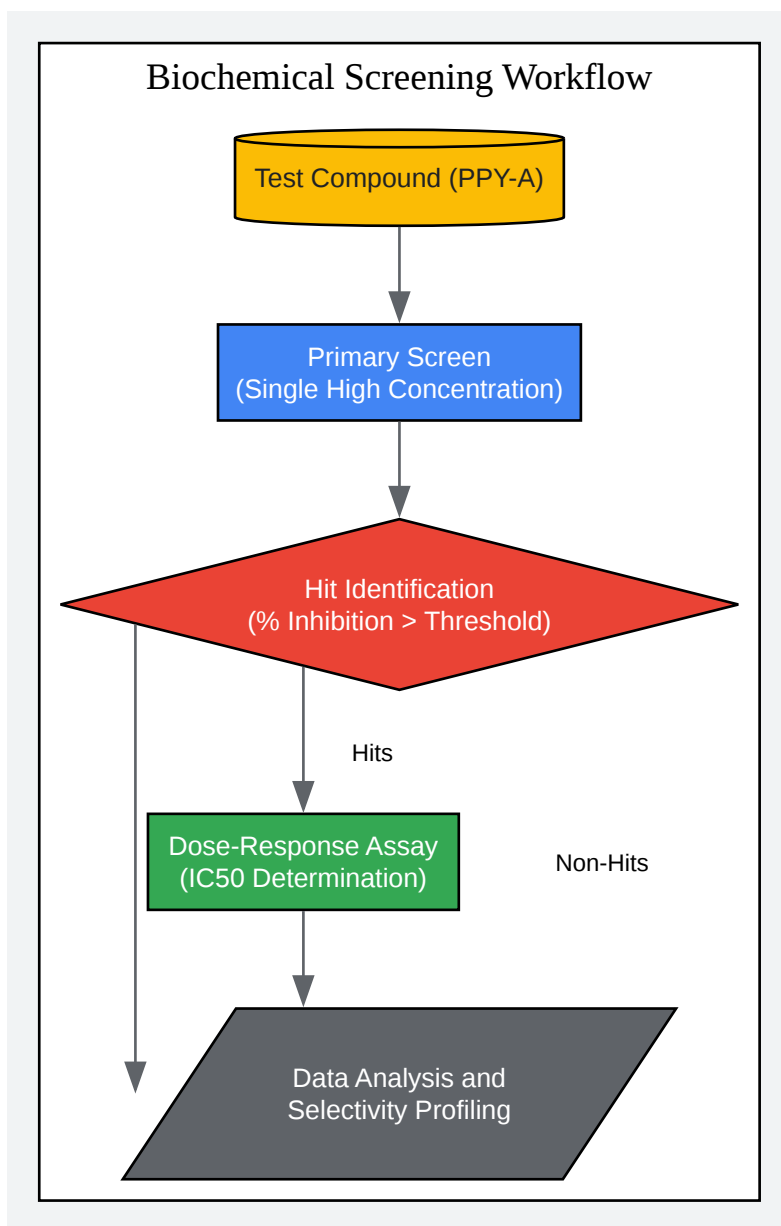 Biochemical Screening Workflow
Test Compound (PPY-A)
Primary Screen
(Single High Concentration)
Hit Identification
(% Inhibition > Threshold)
Hits
Dose-Response Assay
(IC50 Determination)
Non-Hits
Data Analysis and
Selectivity Profiling